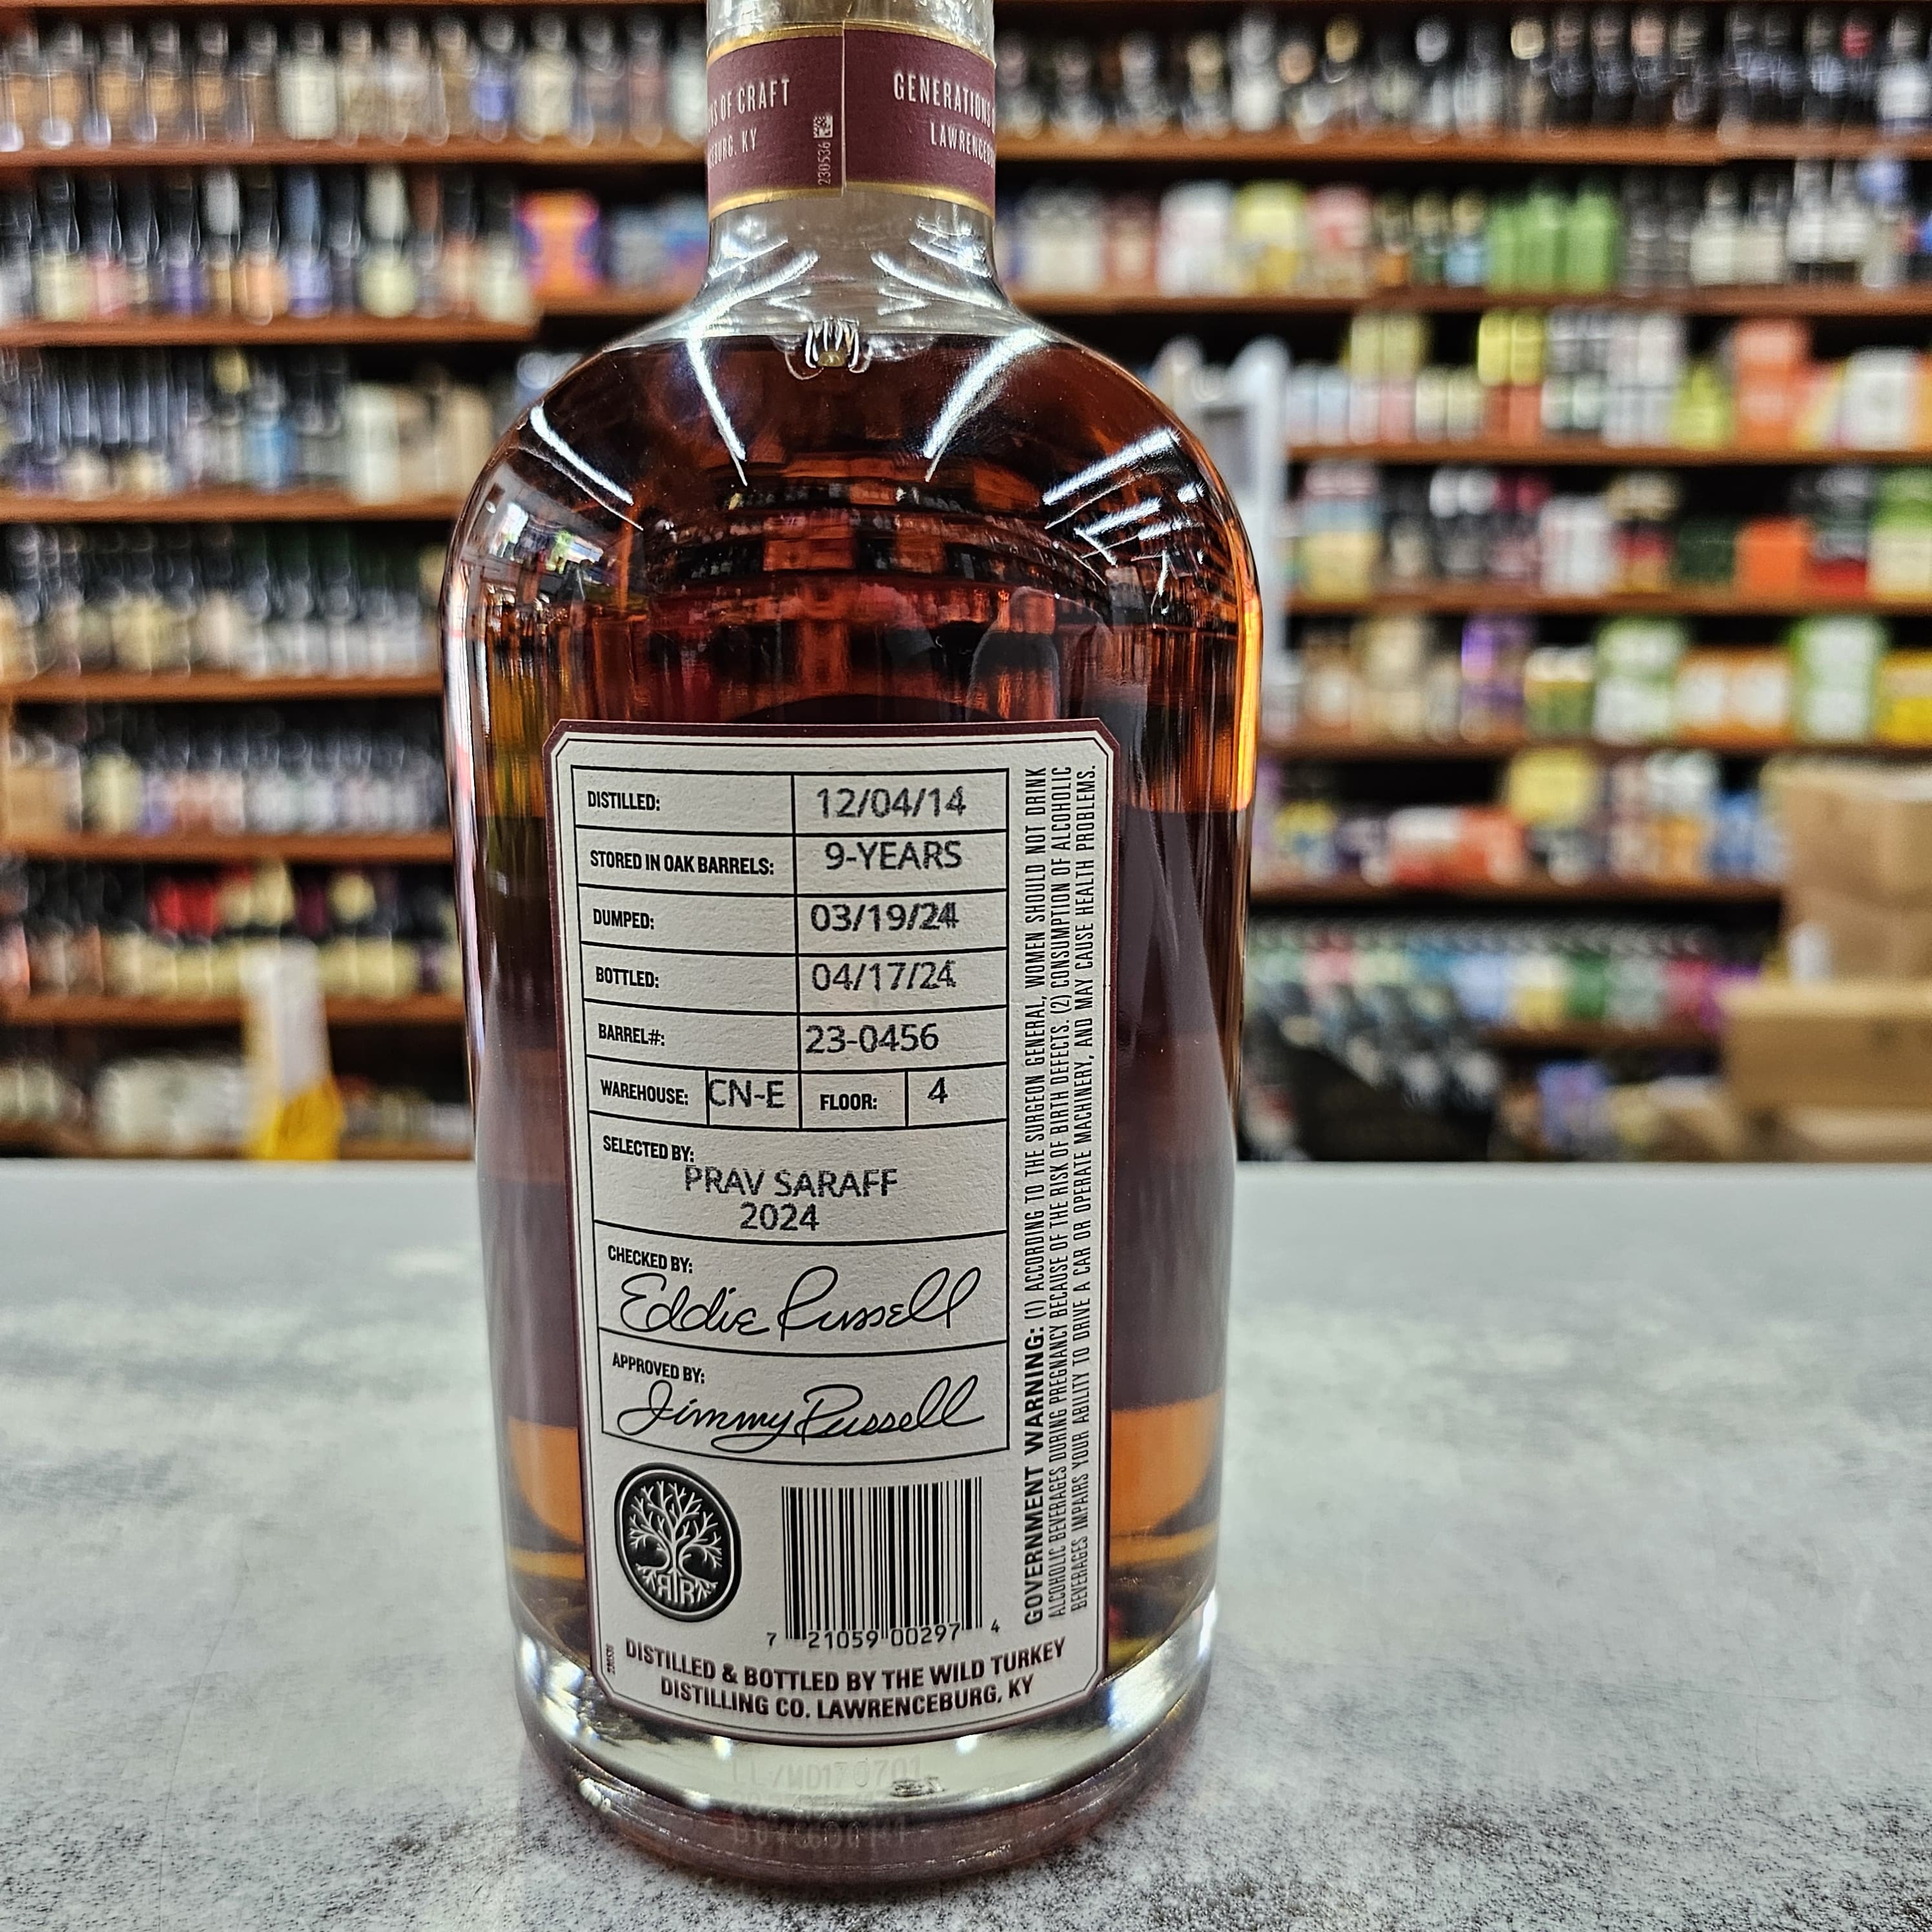 S OF CRAFT
BURG, KY
230536
GENERATIONS
LAWRENCEB
DISTILLED: 12/04/14
STORED IN OAK BARRELS: 9-YEARS
DUMPED: 03/19/24
BOTTLED: 04/17/24
BARREL#: 23-0456
WAREHOUSE: CN-E FLOOR: 4
SELECTED BY:
PRAV SARAFF
2024
CHECKED BY:
Eddie Russell
APPROVED BY:
Jimmy Russell
RR
7 21059 00297 4
DISTILLED & BOTTLED BY THE WILD TURKEY
DISTILLING CO. LAWRENCEBURG, KY
GOVERNMENT WARNING: (1) ACCORDING TO THE SURGEON GENERAL, WOMEN SHOULD NOT DRINK
ALCOHOLIC BEVERAGES DURING PREGNANCY BECAUSE OF THE RISK OF BIRTH DEFECTS. (2) CONSUMPTION OF ALCOHOLIC
BEVERAGES IMPAIRS YOUR ABILITY TO DRIVE A CAR OR OPERATE MACHINERY, AND MAY CAUSE HEALTH PROBLEMS.